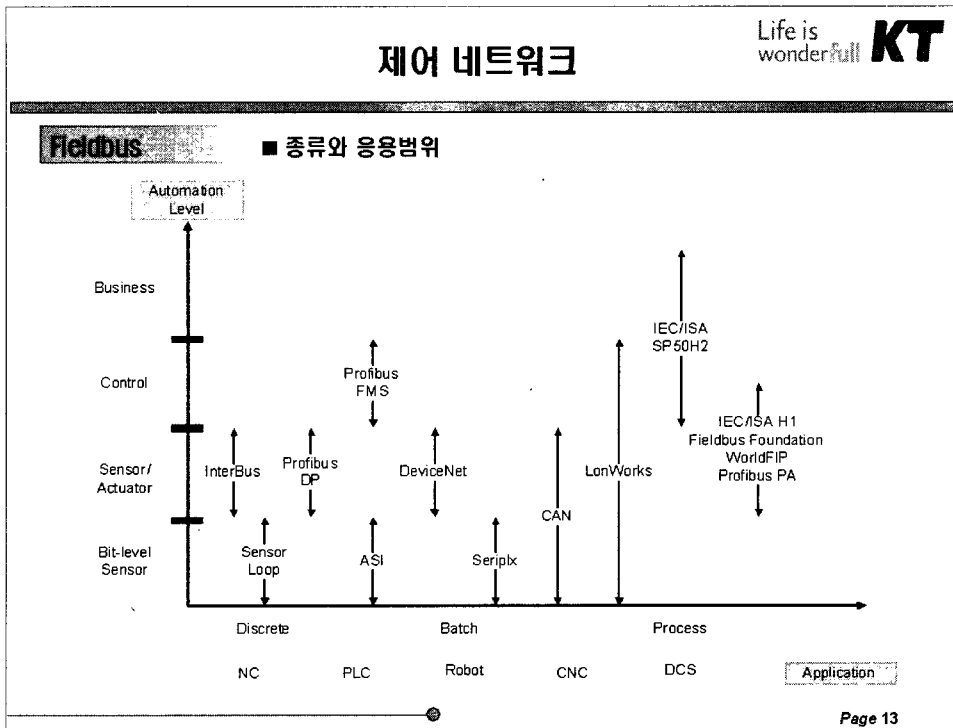 제어 네트워크
Life is
wonderfull KT
Fieldbus
■ 종류와 응용범위
Automation
Level
Business
Control
Sensor/
Actuator
Bit-level
Sensor
InterBus
Sensor
Loop
Profibus
DP
Profibus
FMS
ASI
DeviceNet
Seriplx
CAN
LonWorks
IEC/ISA
SP50H2
IEC/ISA H1
Fieldbus Foundation
WorldFIP
Profibus PA
Discrete Batch Process
NC PLC Robot CNC DCS
Application
Page 13